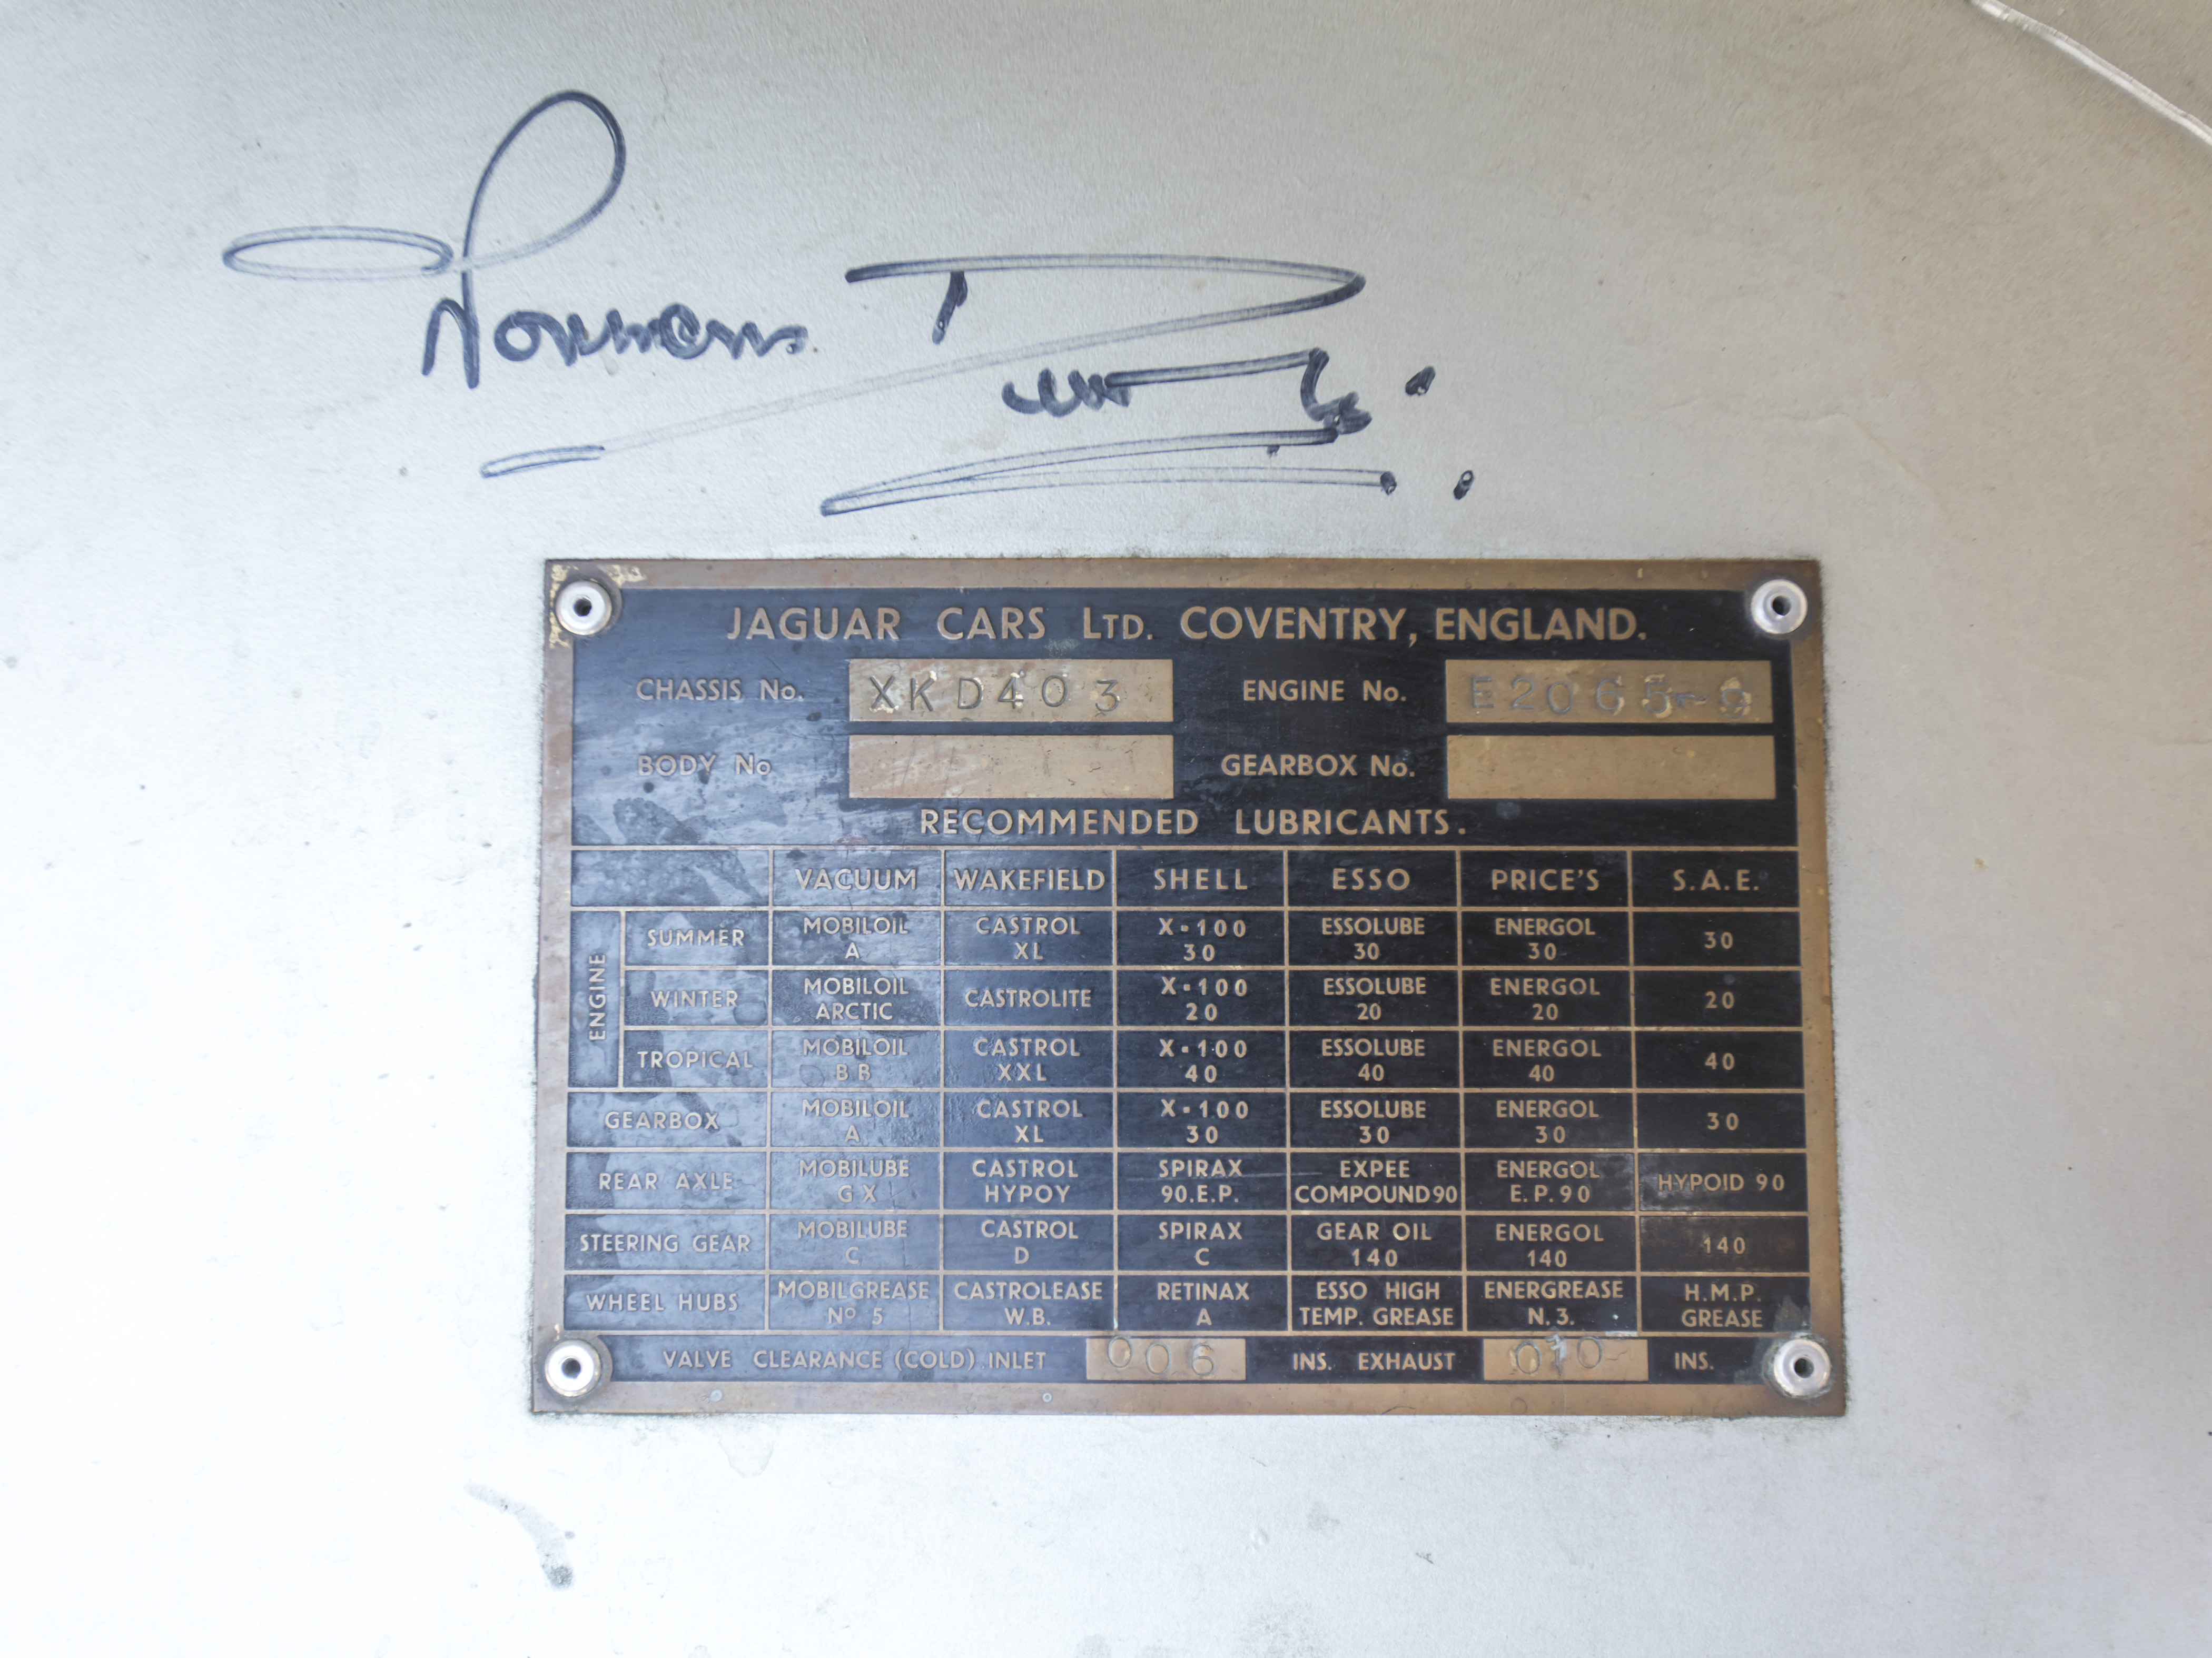 Norman Dewis
JAGUAR CARS LTD. COVENTRY, ENGLAND.
CHASSIS No. XKD403 ENGINE No. E2065-9
BODY No GEARBOX No.
RECOMMENDED LUBRICANTS.
VACUUM WAKEFIELD SHELL ESSO PRICE'S S.A.E.
ENGINE
SUMMER MOBILOIL A CASTROL XL X-100 30 ESSOLUBE 30 ENERGOL 30 30
WINTER MOBILOIL ARCTIC CASTROLITE X-100 20 ESSOLUBE 20 ENERGOL 20 20
TROPICAL MOBILOIL BB CASTROL XXL X-100 40 ESSOLUBE 40 ENERGOL 40 40
GEARBOX MOBILOIL A CASTROL XL X-100 30 ESSOLUBE 30 ENERGOL 30 30
REAR AXLE MOBILUBE GX CASTROL HYPOY SPIRAX 90.E.P. EXPEE COMPOUND 90 ENERGOL E.P.90 HYPOID 90
STEERING GEAR MOBILUBE C CASTROL D SPIRAX C GEAR OIL 140 ENERGOL 140 140
WHEEL HUBS MOBILGREASE No 5 CASTROLEASE W.B. RETINAX A ESSO HIGH TEMP. GREASE ENERGREASE N.3. H.M.P. GREASE
VALVE CLEARANCE (COLD) INLET 006 INS. EXHAUST 010 INS.